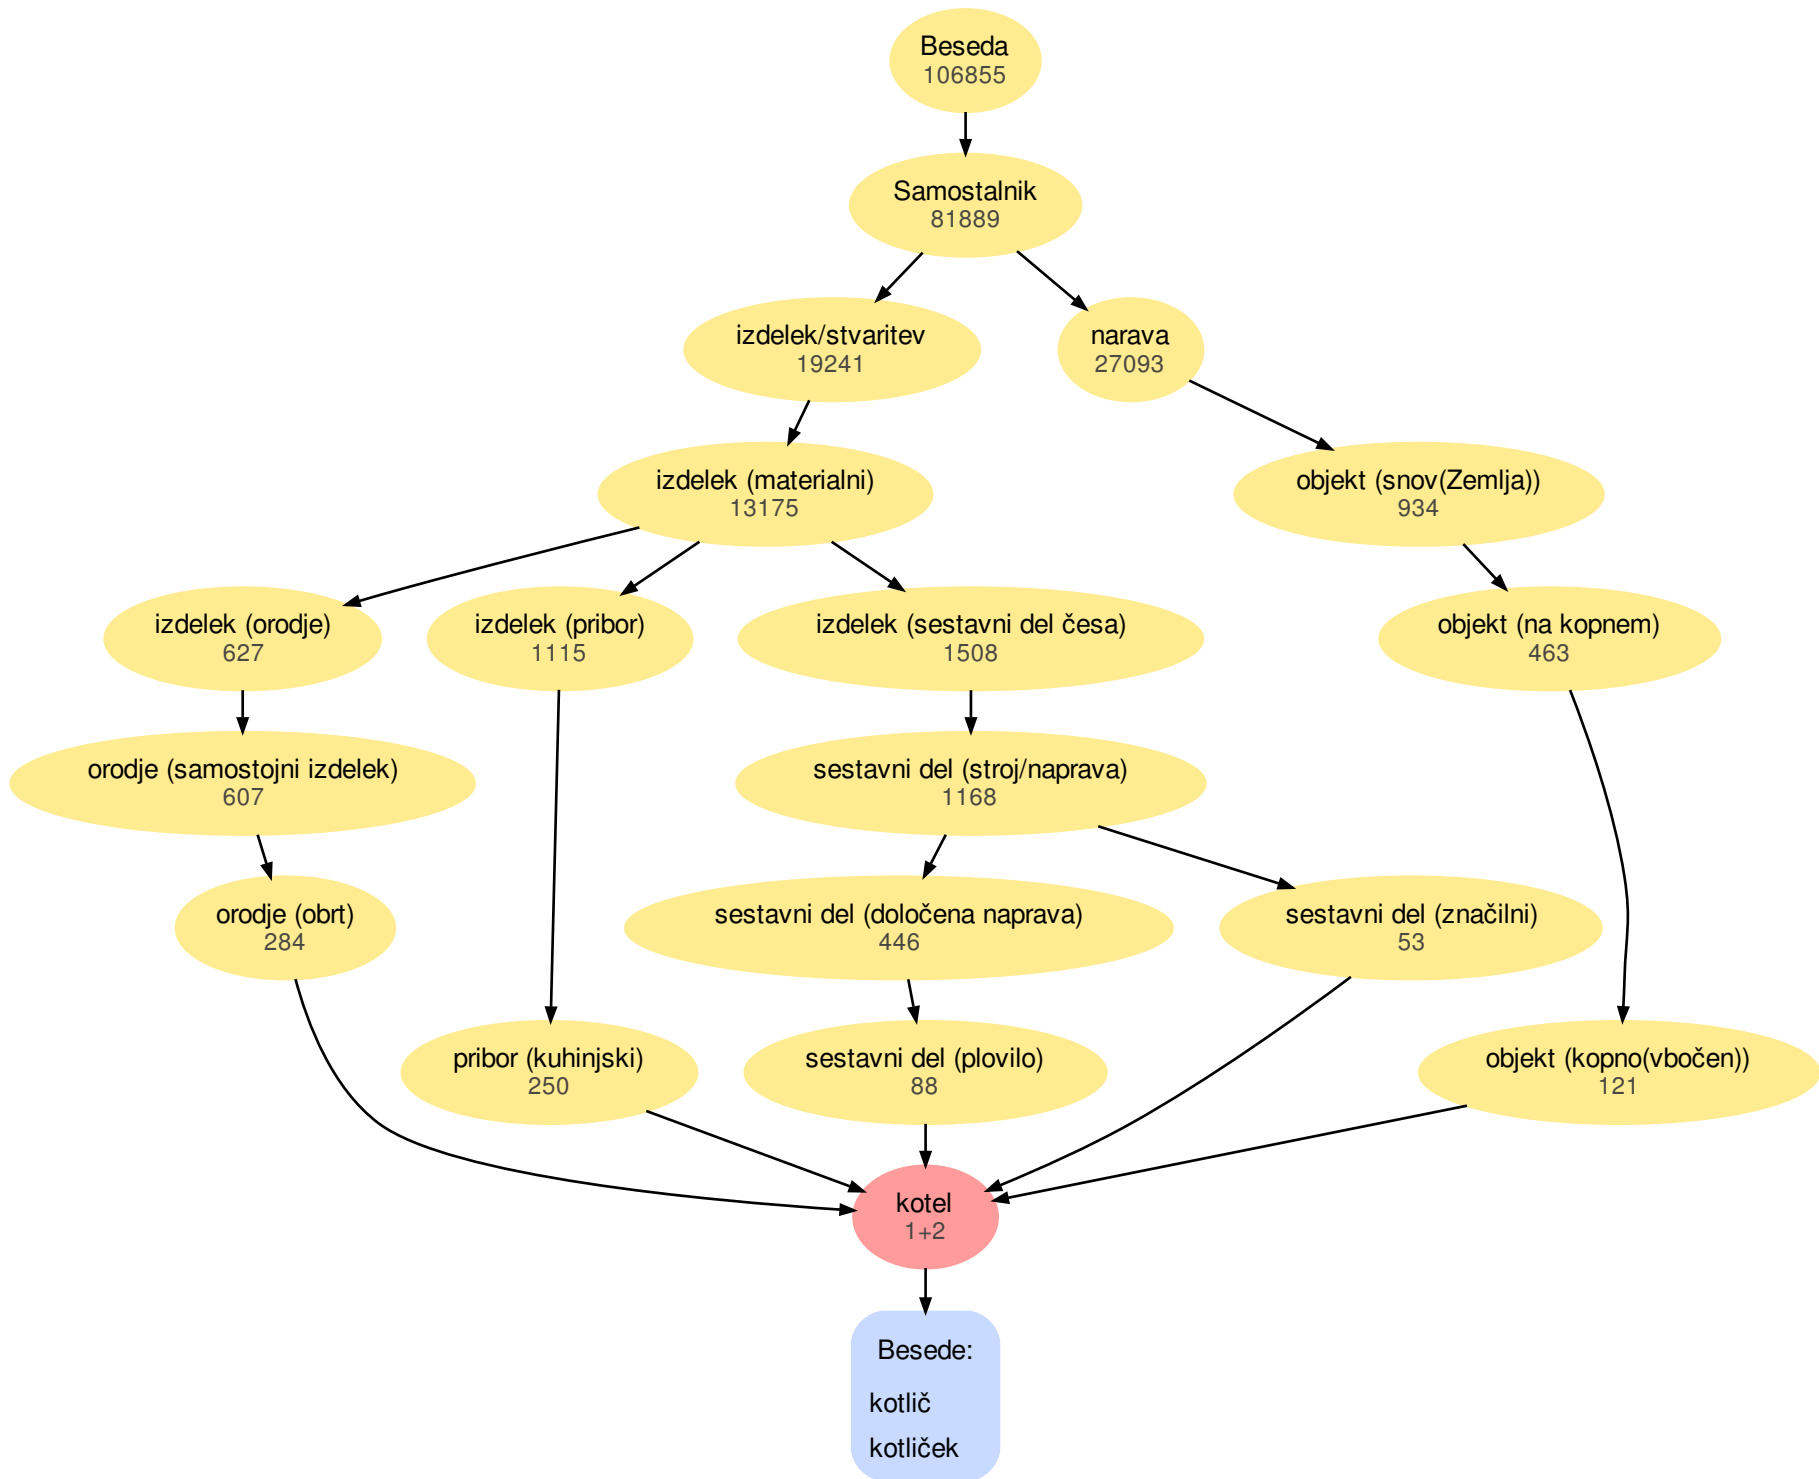 Beseda
106855
Samostalnik
81889
izdelek/stvaritev
19241
narava
27093
izdelek (materialni)
13175
objekt (snov(Zemlja))
934
izdelek (orodje)
627
izdelek (pribor)
1115
izdelek (sestavni del česa)
1508
objekt (na kopnem)
463
orodje (samostojni izdelek)
607
sestavni del (stroj/naprava)
1168
orodje (obrt)
284
sestavni del (določena naprava)
446
sestavni del (značilni)
53
pribor (kuhinjski)
250
sestavni del (plovilo)
88
objekt (kopno(vbočen))
121
kotel
1+2
Besede:
kotlič
kotliček